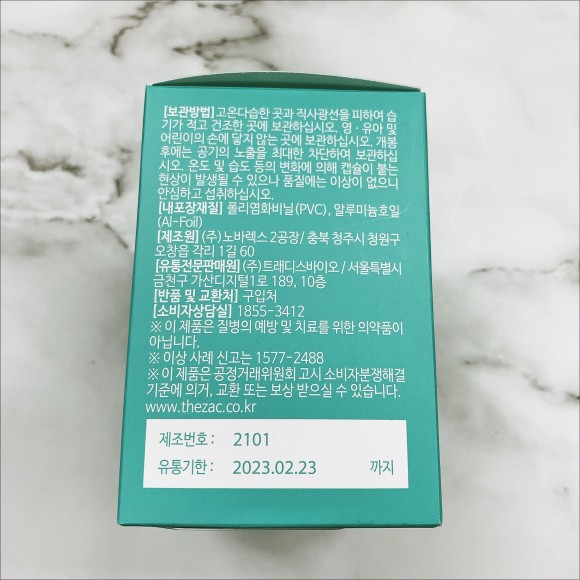 [보관방법] 고온다습한 곳과 직사광선을 피하여 습
기가 적고 건조한 곳에 보관하십시오. 영·유아 및
어린이의 손에 닿지 않는 곳에 보관하십시오. 개봉
후에는 공기의 노출을 최대한 차단하여 보관하십
시오. 온도 및 습도 등의 변화에 의해 캡슐이 붙는
현상이 발생될 수 있으나 품질에는 이상이 없으니
안심하고 섭취하십시오.
[내포장재질] 폴리염화비닐(PVC), 알루미늄호일
(Al-Foil)
[제조원] (주)노바렉스 2공장/ 충북 청주시 청원구
오창읍 각리 1길 60
[유통전문판매원] (주)트래디스바이오 / 서울특별시
금천구 가산디지털1로 189, 10층
[반품 및 교환처] 구입처
[소비자상담실] 1855-3412
※ 이 제품은 질병의 예방 및 치료를 위한 의약품이
아닙니다.
※ 이상 사례 신고는 1577-2488
※ 이 제품은 공정거래위원회 고시 소비자분쟁해결
기준에 의거, 교환 또는 보상 받으실 수 있습니다.
www.thezac.co.kr
제조번호 : 2101
유통기한 : 2023.02.23 까지